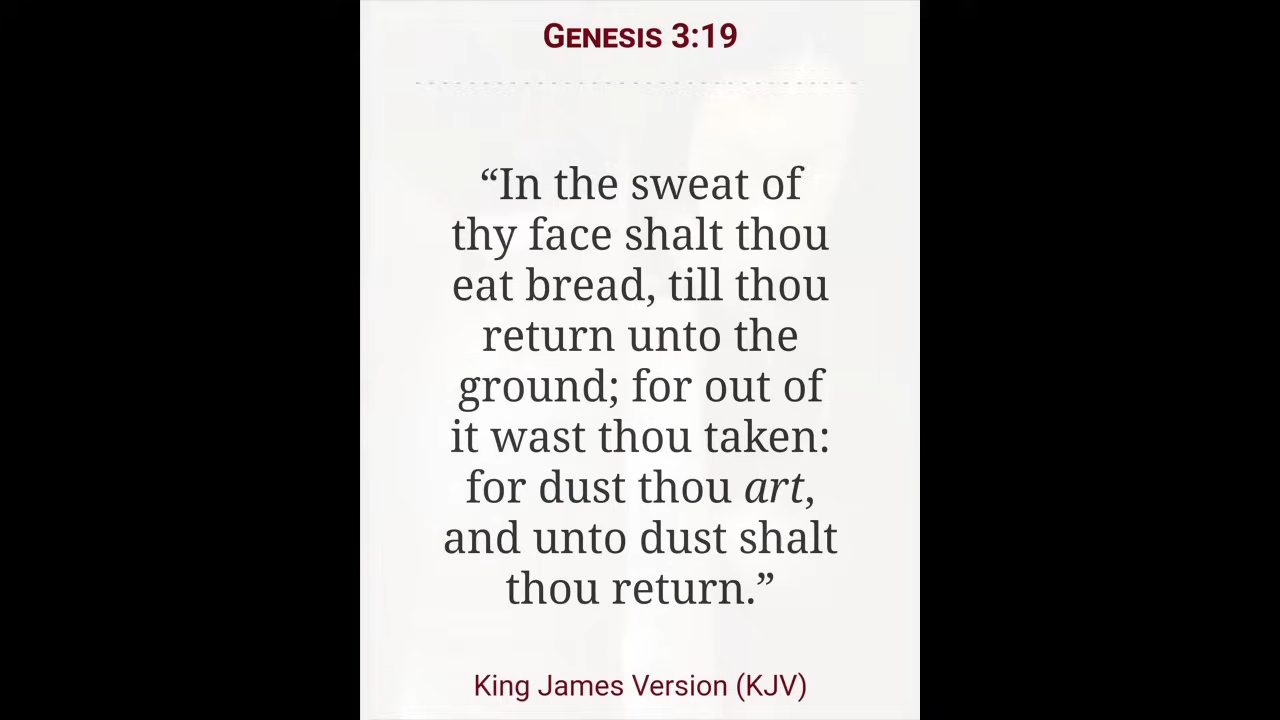 GENESIS 3:19
“In the sweat of
thy face shalt thou
eat bread, till thou
return unto the
ground; for out of
it wast thou taken:
for dust thou art,
and unto dust shalt
thou return.”
King James Version (KJV)